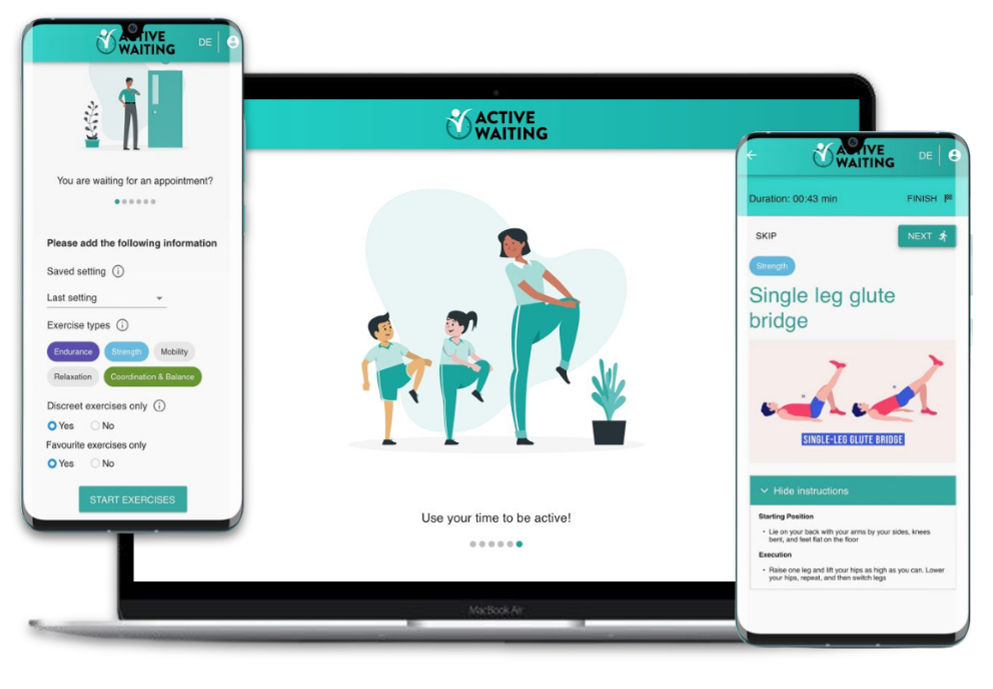 ACTIVE
WAITING
DE
You are waiting for an appointment?
Please add the following information
Saved setting
Last setting
Exercise types
Endurance
Strength
Mobility
Relaxation
Coordination & Balance
Discreet exercises only
Yes
No
Favourite exercises only
Yes
No
START EXERCISES
ACTIVE
WAITING
Use your time to be active!
MacBook Air
ACTIVE
WAITING
DE
Duration: 00:43 min
FINISH
SKIP
NEXT
Strength
Single leg glute
bridge
SINGLE-LEG GLUTE BRIDGE
Hide instructions
Starting Position
• Lie on your back with your arms by your sides, knees
bent, and feet flat on the floor
Execution
• Raise one leg and lift your hips as high as you can. Lower
your hips, repeat, and then switch legs